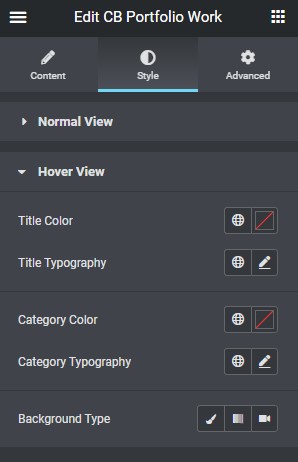 Edit CB Portfolio Work
Content
Style
Advanced
Normal View
Hover View
Title Color
Title Typography
Category Color
Category Typography
Background Type